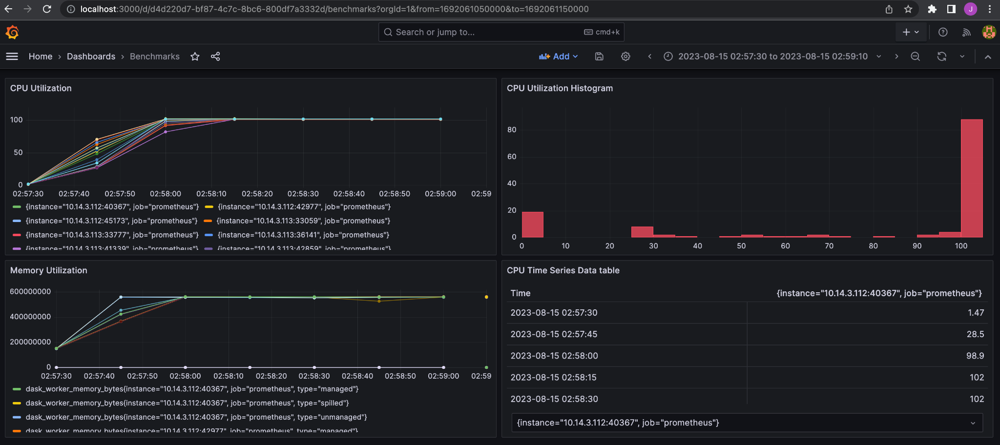 localhost:3000/d/d4d220d7-bf87-4c7c-8bc6-800df7a3332d/benchmarks?orgId=1&from=1692061050000&to=1692061150000
J
Search or jump to...
cmd+k
Home › Dashboards › Benchmarks
Add
2023-08-15 02:57:30 to 2023-08-15 02:59:10
CPU Utilization
100
50
0
02:57:30 02:57:40 02:57:50 02:58:00 02:58:10 02:58:20 02:58:30 02:58:40 02:58:50 02:59:00 02:59
{instance="10.14.3.112:40367", job="prometheus"} {instance="10.14.3.112:42977", job="prometheus"}
{instance="10.14.3.112:45173", job="prometheus"} {instance="10.14.3.113:33059", job="prometheus"}
{instance="10.14.3.113:33777", job="prometheus"} {instance="10.14.3.113:36141", job="prometheus"}
{instance="10.14.3.113:41339", job="prometheus"} {instance="10.14.3.113:42859", job="prometheus"}
CPU Utilization Histogram
80
60
40
20
0
0 10 20 30 40 50 60 70 80 90 100
Memory Utilization
600000000
400000000
200000000
0
02:57:30 02:57:40 02:57:50 02:58:00 02:58:10 02:58:20 02:58:30 02:58:40 02:58:50 02:59:00 02:59
dask_worker_memory_bytes{instance="10.14.3.112:40367", job="prometheus", type="managed"}
dask_worker_memory_bytes{instance="10.14.3.112:40367", job="prometheus", type="spilled"}
dask_worker_memory_bytes{instance="10.14.3.112:40367", job="prometheus", type="unmanaged"}
dask_worker_memory_bytes{instance="10.14.3.112:42977", job="prometheus", type="managed"}
CPU Time Series Data table
Time {instance="10.14.3.112:40367", job="prometheus"}
2023-08-15 02:57:30 1.47
2023-08-15 02:57:45 28.5
2023-08-15 02:58:00 98.9
2023-08-15 02:58:15 102
2023-08-15 02:58:30 102
{instance="10.14.3.112:40367", job="prometheus"}